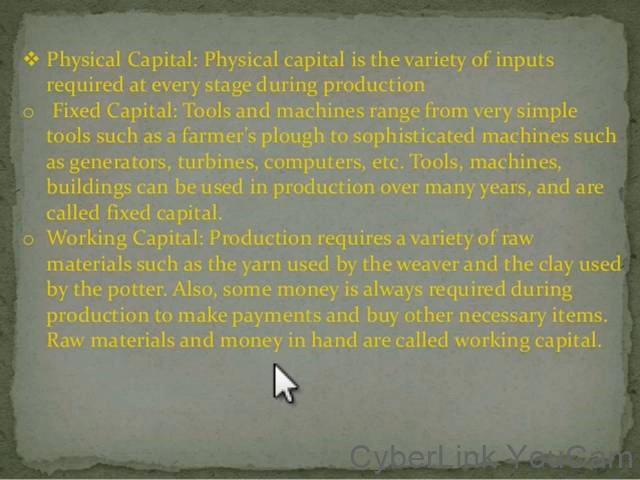 ❖ Physical Capital: Physical capital is the variety of inputs
required at every stage during production
o Fixed Capital: Tools and machines range from very simple
tools such as a farmer's plough to sophisticated machines such
as generators, turbines, computers, etc. Tools, machines,
buildings can be used in production over many years, and are
called fixed capital.
o Working Capital: Production requires a variety of raw
materials such as the yarn used by the weaver and the clay used
by the potter. Also, some money is always required during
production to make payments and buy other necessary items.
Raw materials and money in hand are called working capital.
CyberLink YouCam